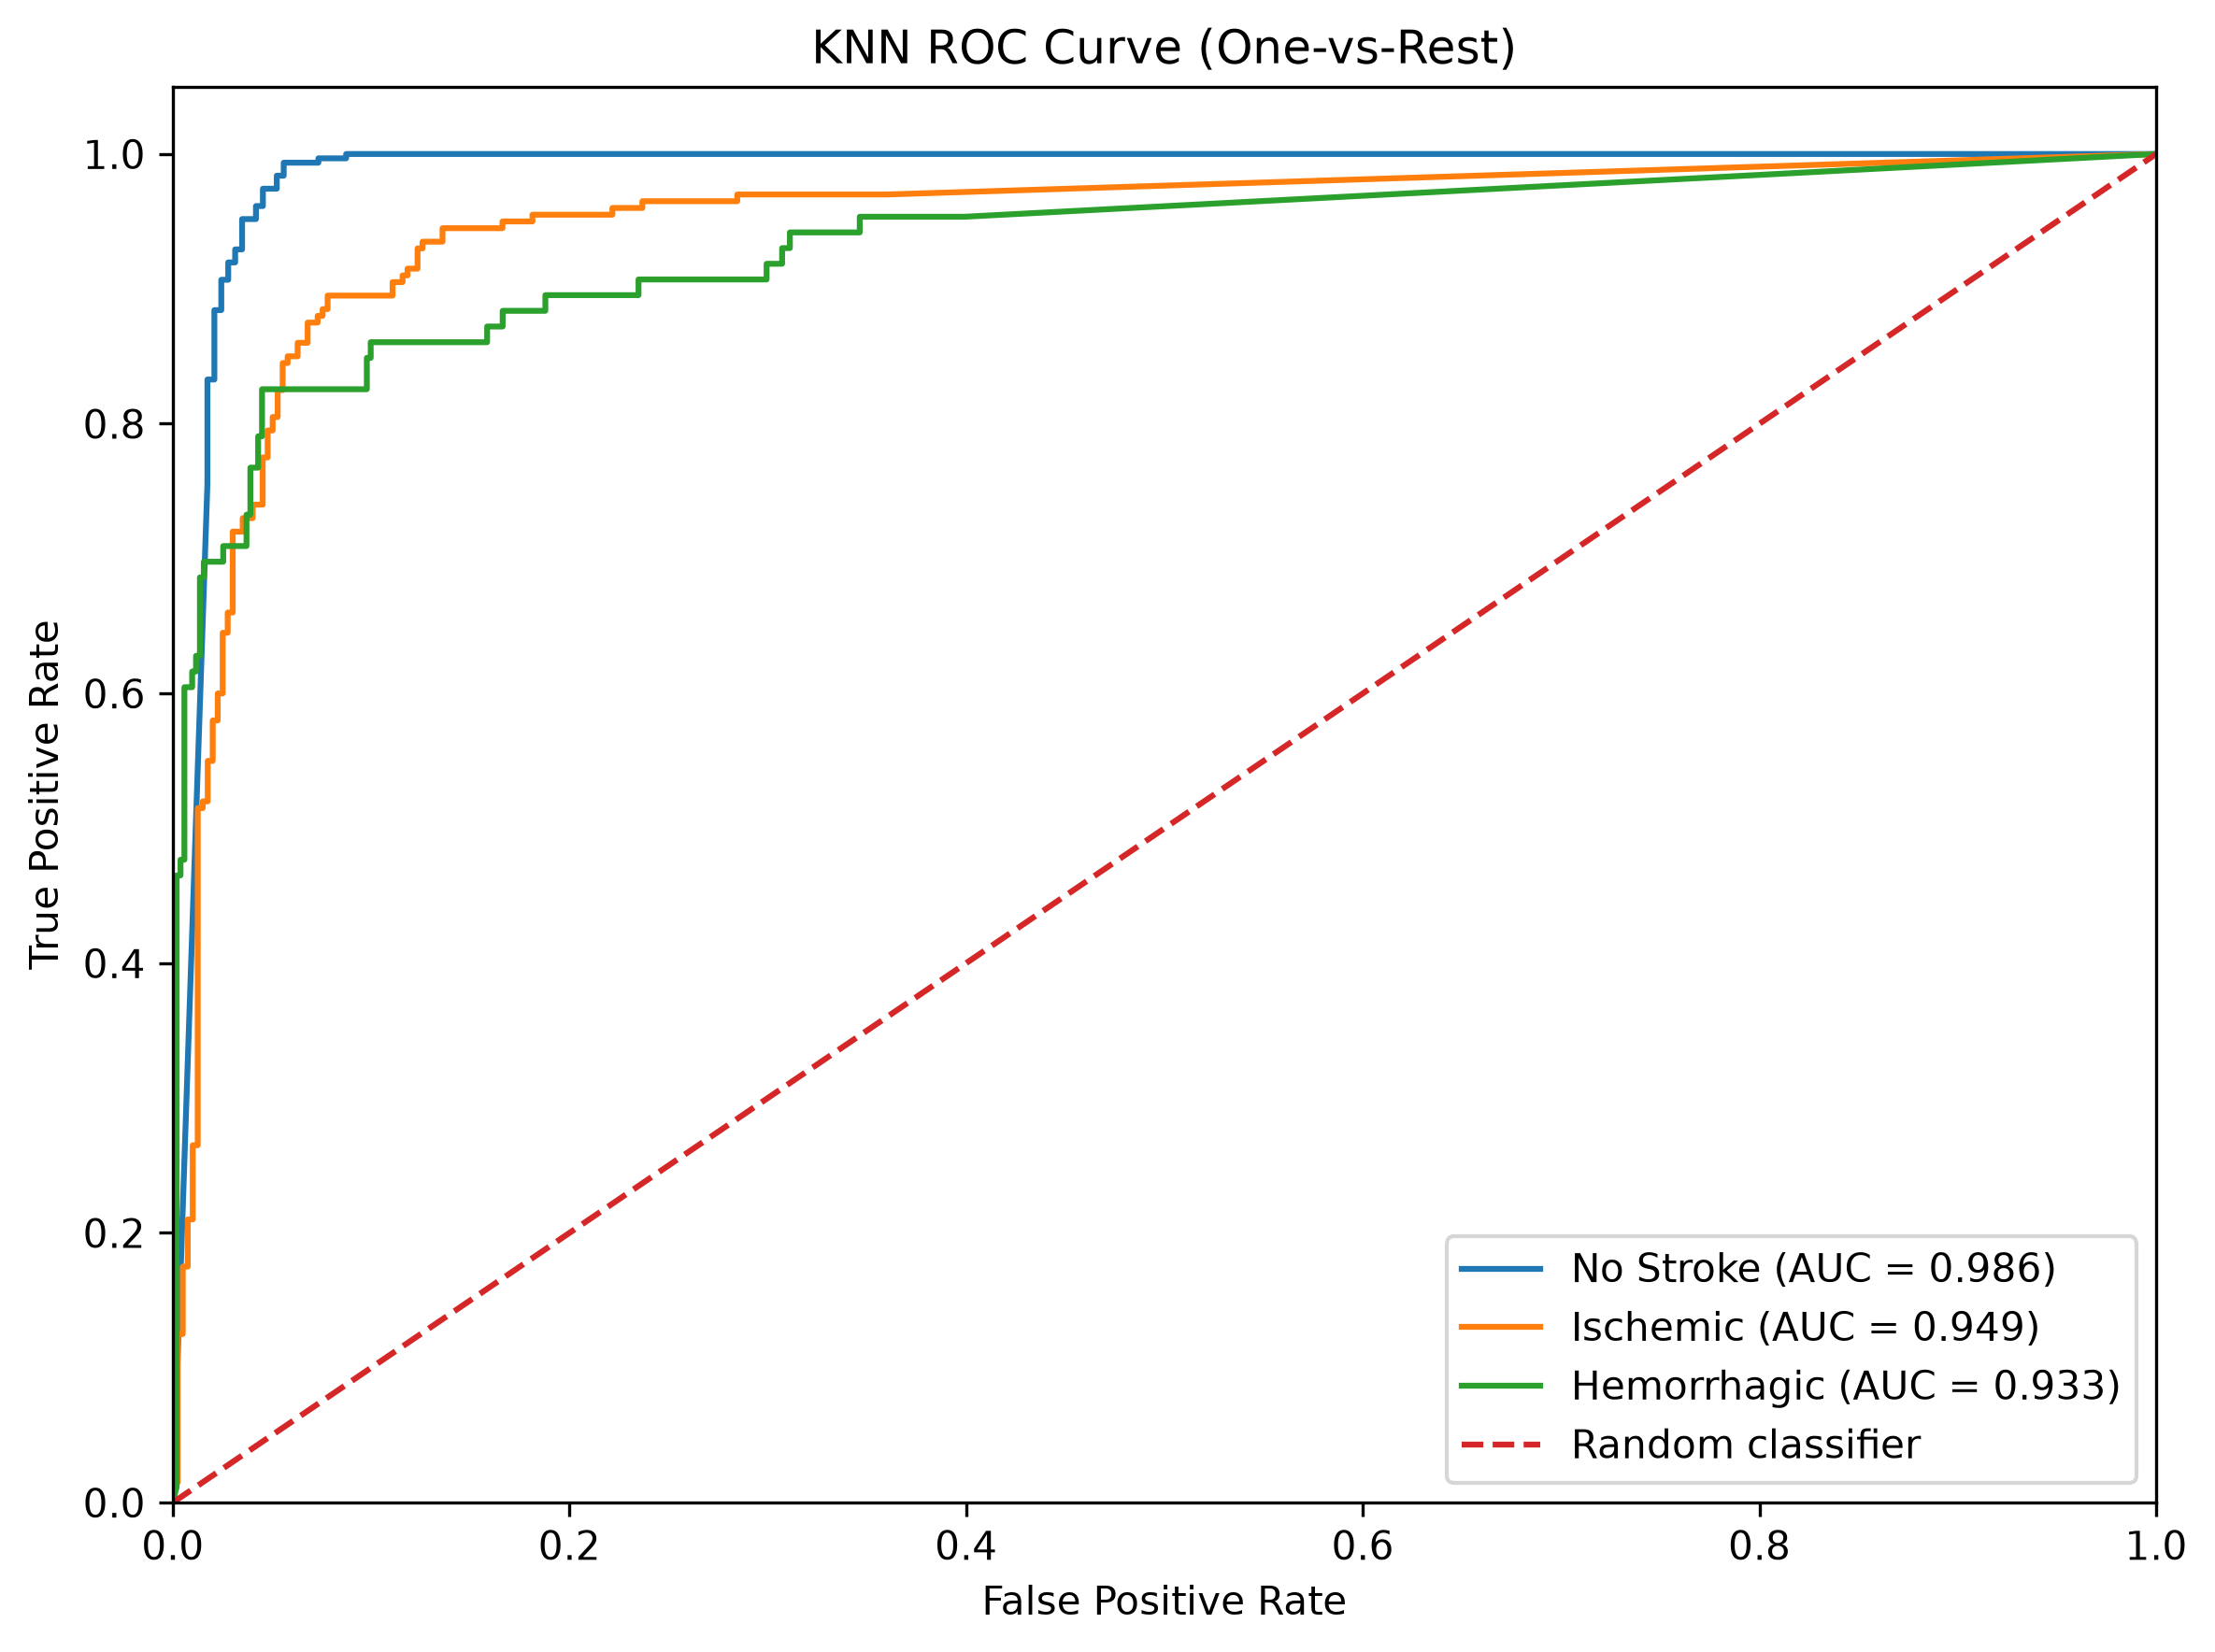 KNN ROC Curve (One-vs-Rest)
True Positive Rate
1.0
0.8
0.6
0.4
0.2
0.0
0.0 0.2 0.4 0.6 0.8 1.0
False Positive Rate
No Stroke (AUC = 0.986)
Ischemic (AUC = 0.949)
Hemorrhagic (AUC = 0.933)
Random classifier